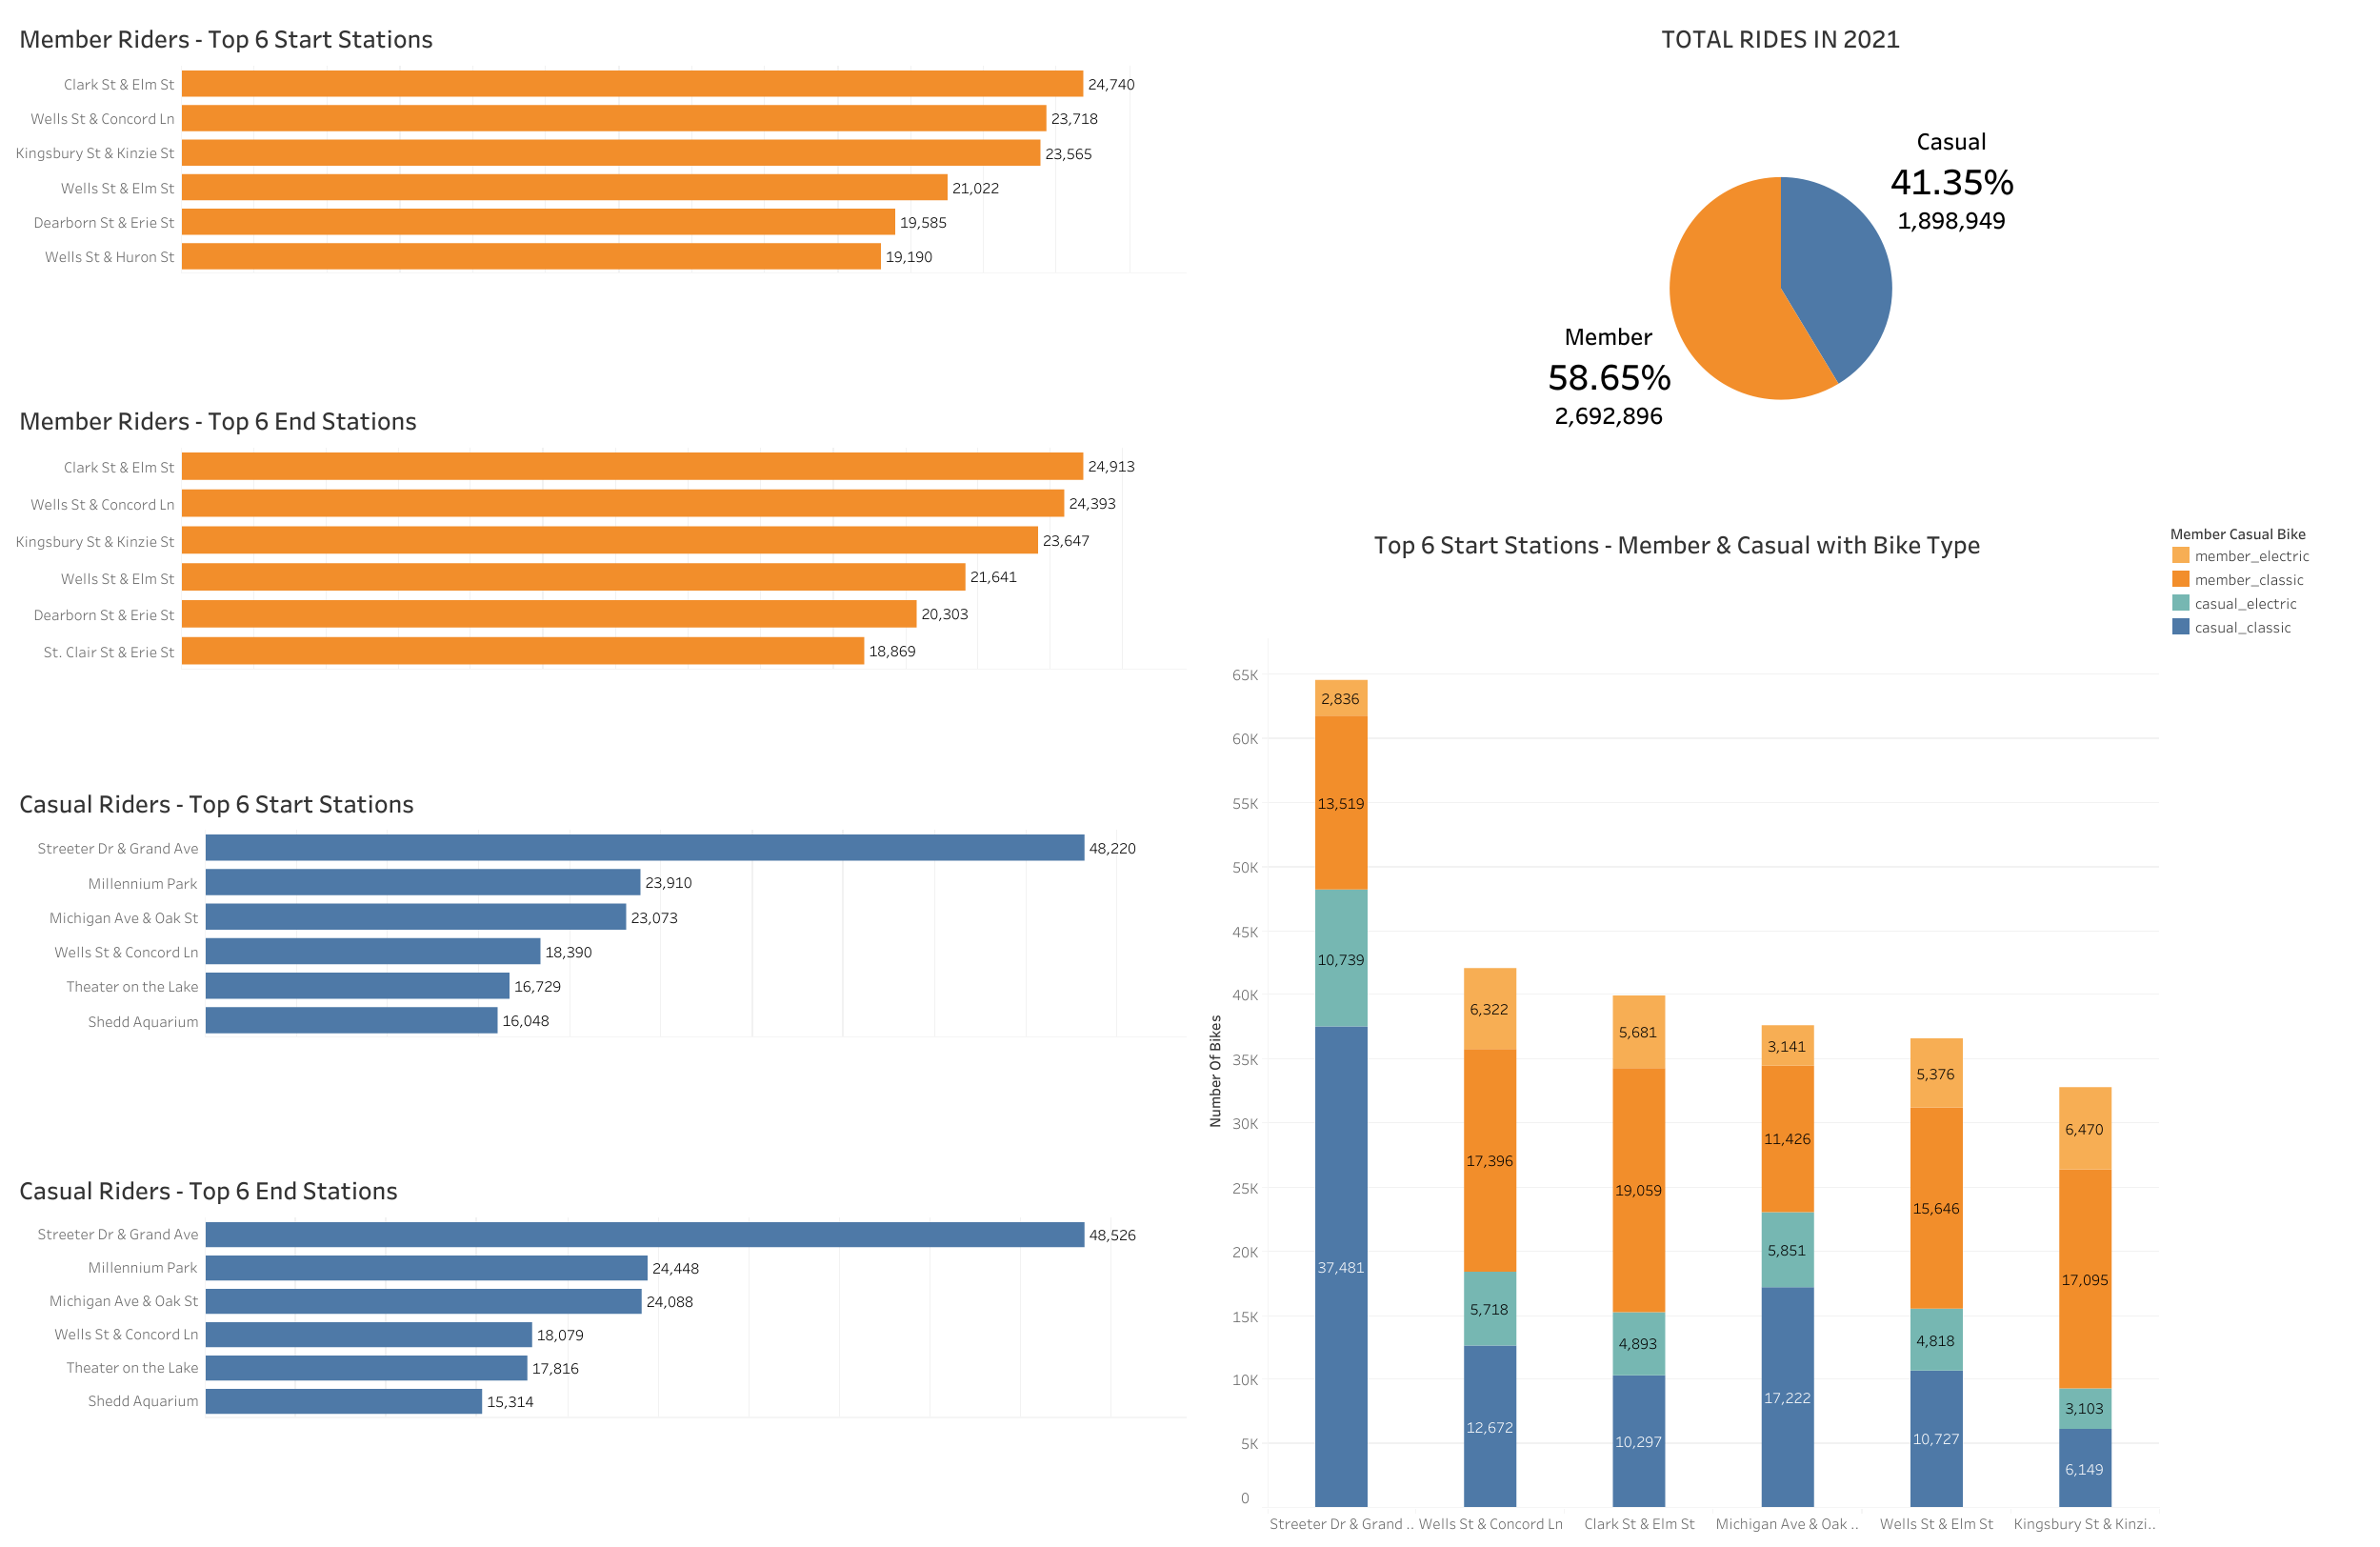 Member Riders - Top 6 Start Stations
Clark St & Elm St 24,740
Wells St & Concord Ln 23,718
Kingsbury St & Kinzie St 23,565
Wells St & Elm St 21,022
Dearborn St & Erie St 19,585
Wells St & Huron St 19,190
Member Riders - Top 6 End Stations
Clark St & Elm St 24,913
Wells St & Concord Ln 24,393
Kingsbury St & Kinzie St 23,647
Wells St & Elm St 21,641
Dearborn St & Erie St 20,303
St. Clair St & Erie St 18,869
Casual Riders - Top 6 Start Stations
Streeter Dr & Grand Ave 48,220
Millennium Park 23,910
Michigan Ave & Oak St 23,073
Wells St & Concord Ln 18,390
Theater on the Lake 16,729
Shedd Aquarium 16,048
Casual Riders - Top 6 End Stations
Streeter Dr & Grand Ave 48,526
Millennium Park 24,448
Michigan Ave & Oak St 24,088
Wells St & Concord Ln 18,079
Theater on the Lake 17,816
Shedd Aquarium 15,314
TOTAL RIDES IN 2021
Casual
41.35%
1,898,949
Member
58.65%
2,692,896
Top 6 Start Stations - Member & Casual with Bike Type
Member Casual Bike
member_electric
member_classic
casual_electric
casual_classic
Number Of Bikes
65K
60K
55K
50K
45K
40K
35K
30K
25K
20K
15K
10K
5K
0
2,836
13,519
10,739
37,481
6,322
17,396
5,718
12,672
5,681
19,059
4,893
10,297
3,141
11,426
5,851
17,222
5,376
15,646
4,818
10,727
6,470
17,095
3,103
6,149
Streeter Dr & Grand .. Wells St & Concord Ln Clark St & Elm St Michigan Ave & Oak .. Wells St & Elm St Kingsbury St & Kinzi..